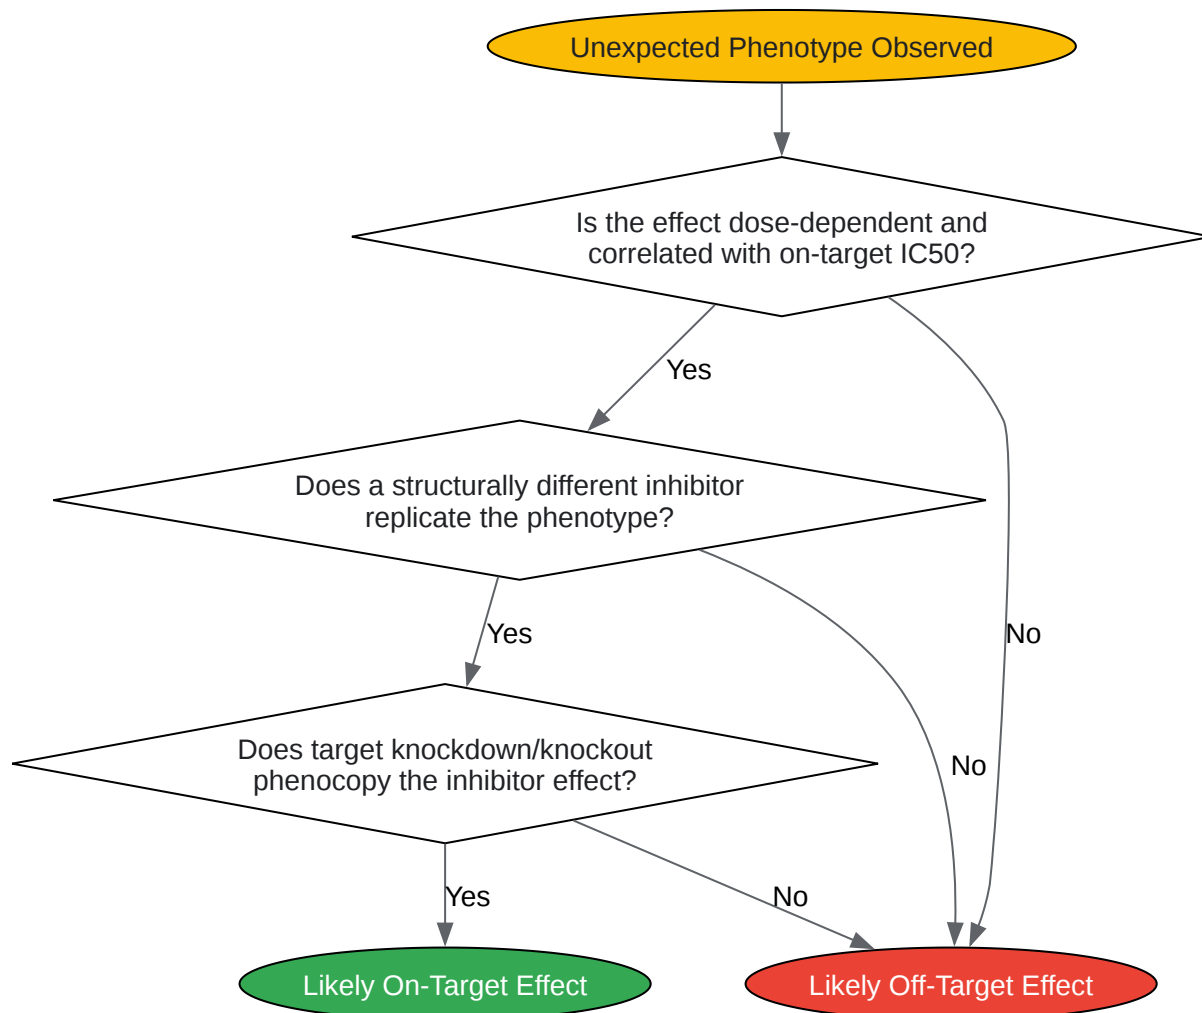 Unexpected Phenotype Observed
Is the effect dose-dependent and
correlated with on-target IC50?
Yes
Does a structurally different inhibitor
replicate the phenotype?
Yes
No
Does target knockdown/knockout
phenocopy the inhibitor effect?
No
Yes
No
Likely On-Target Effect
Likely Off-Target Effect